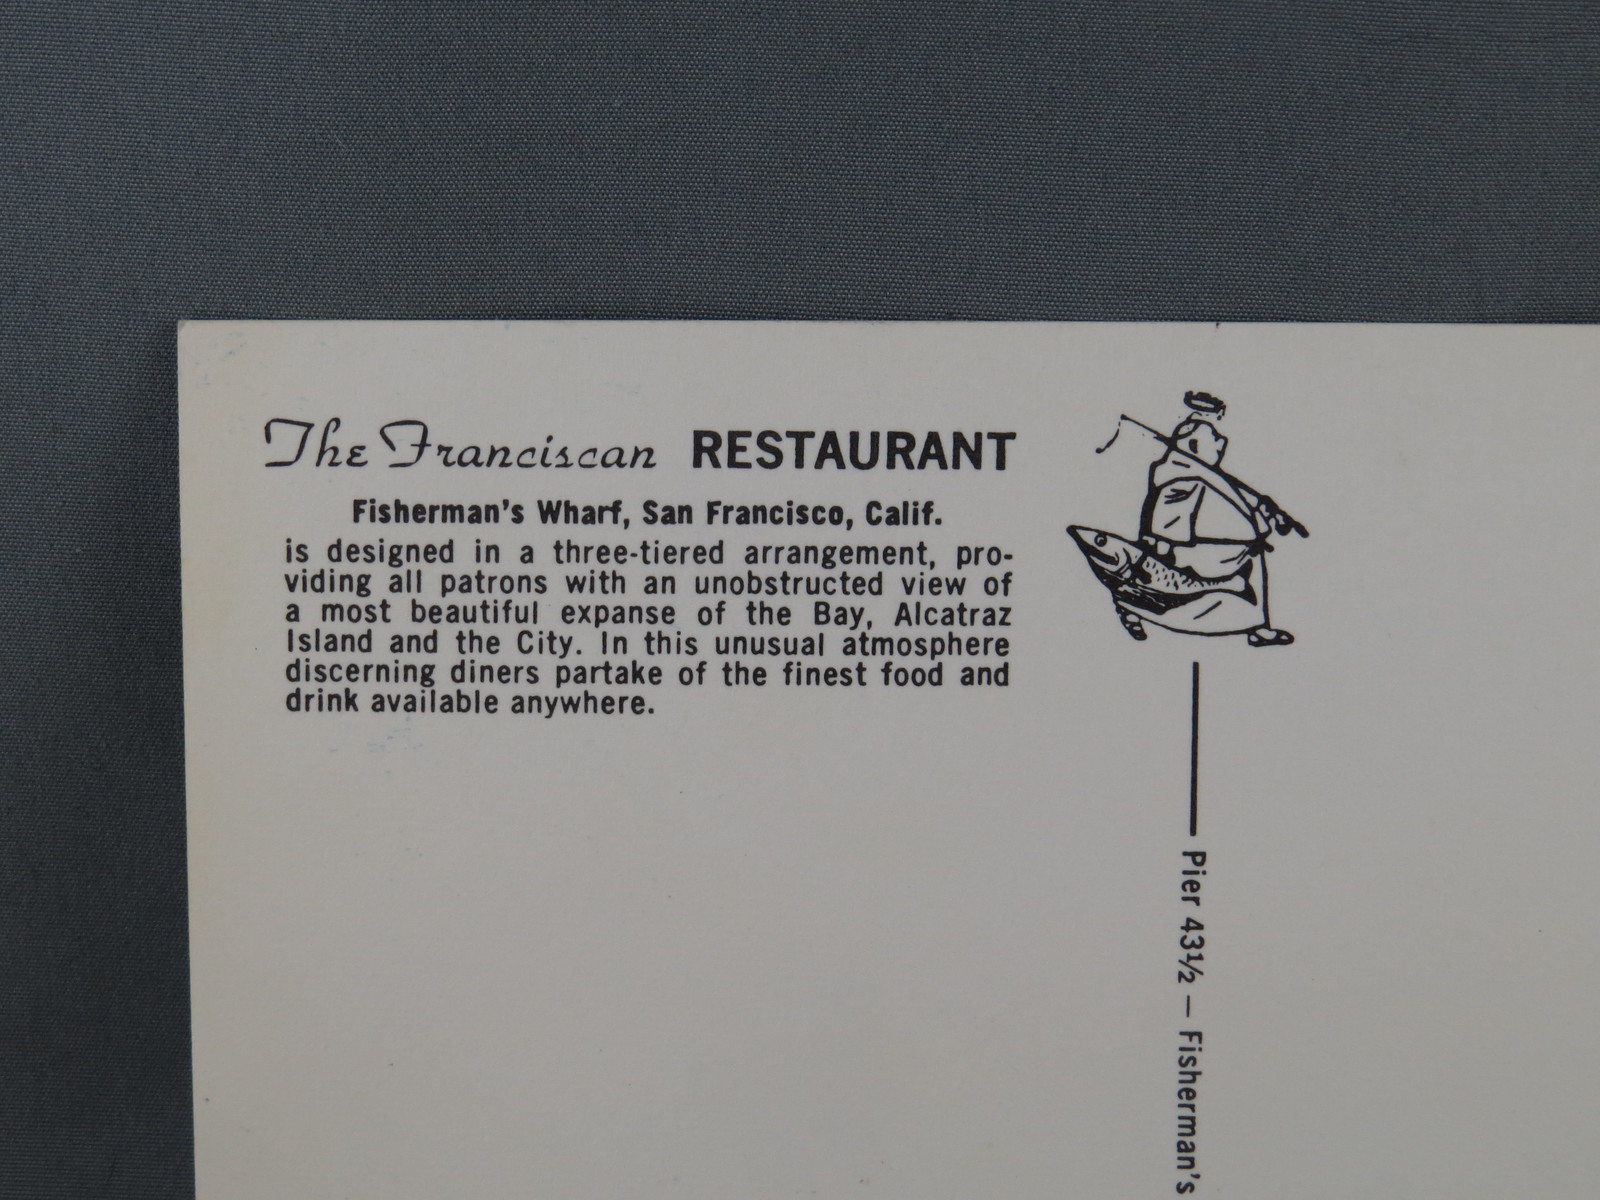 The Franciscan RESTAURANT
Fisherman's Wharf, San Francisco, Calif.
is designed in a three-tiered arrangement, pro-
viding all patrons with an unobstructed view of
a most beautiful expanse of the Bay, Alcatraz
Island and the City. In this unusual atmosphere
discerning diners partake of the finest food and
drink available anywhere.
Pier 43½ — Fisherman's